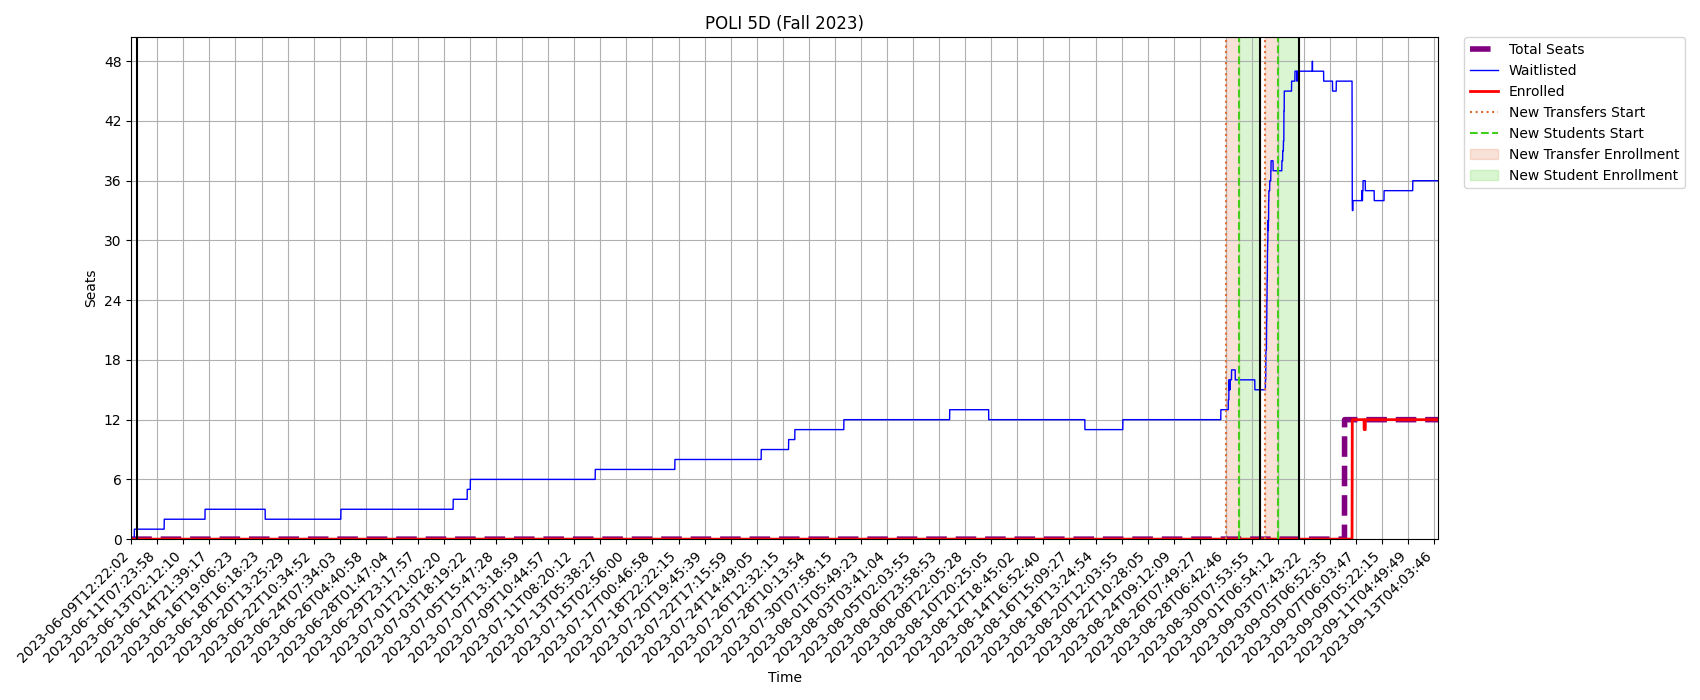 POLI 5D (Fall 2023)
Total Seats
Waitlisted
Enrolled
New Transfers Start
New Students Start
New Transfer Enrollment
New Student Enrollment
Seats
48
42
36
30
24
18
12
6
0
2023-06-09T12:22:02
2023-06-11T07:23:58
2023-06-13T02:12:10
2023-06-14T21:39:17
2023-06-16T19:06:23
2023-06-18T16:18:23
2023-06-20T13:25:29
2023-06-22T10:34:52
2023-06-24T07:34:03
2023-06-26T04:40:58
2023-06-28T01:47:04
2023-06-29T23:17:57
2023-07-01T21:02:20
2023-07-03T18:19:22
2023-07-05T15:47:28
2023-07-07T13:18:59
2023-07-09T10:44:57
2023-07-11T08:20:12
2023-07-13T05:38:27
2023-07-15T02:56:00
2023-07-17T00:46:58
2023-07-18T22:22:15
2023-07-20T19:45:39
2023-07-22T17:15:59
2023-07-24T14:49:05
2023-07-26T12:32:15
2023-07-28T10:13:54
2023-07-30T07:58:15
2023-08-01T05:49:23
2023-08-03T03:41:04
2023-08-05T02:03:55
2023-08-06T23:58:53
2023-08-08T22:05:28
2023-08-10T20:25:05
2023-08-12T18:45:02
2023-08-14T16:52:40
2023-08-16T15:09:27
2023-08-18T13:24:54
2023-08-20T12:03:55
2023-08-22T10:28:05
2023-08-24T09:12:09
2023-08-26T07:49:27
2023-08-28T06:42:46
2023-08-30T07:53:55
2023-09-01T06:54:12
2023-09-03T07:43:22
2023-09-05T06:52:35
2023-09-07T06:03:47
2023-09-09T05:22:15
2023-09-11T04:49:49
2023-09-13T04:03:46
Time